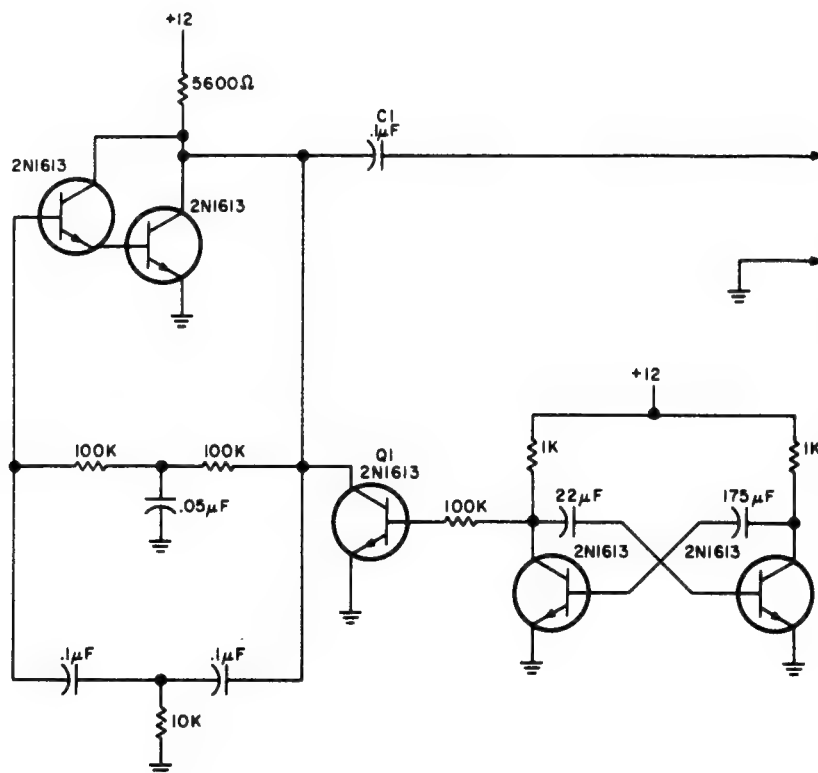 +12
5600Ω
C1
.1µF
2N1613
2N1613
+12
100K
100K
Q1
2N1613
1K
1K
.05µF
100K
22µF
175µF
2N1613
2N1613
.1µF
.1µF
10K